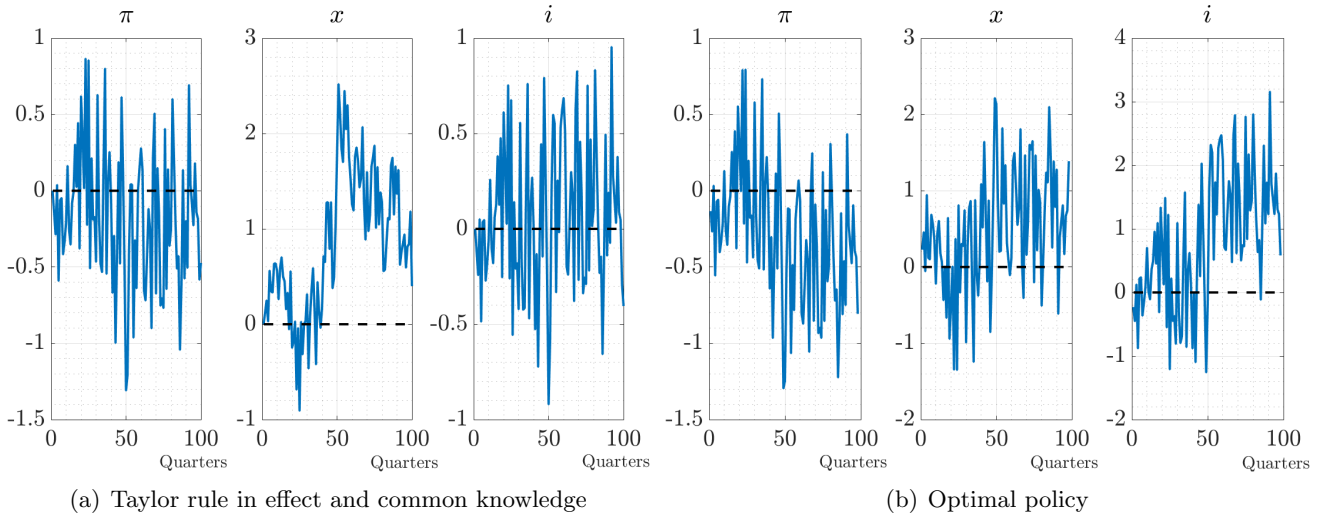 π x i π x i
1 3 1 1 3 4
0.5 2 0.5 0.5 2 3
0 1 0 0 1 2
-0.5 0 -0.5 -0.5 0 1
-1 -1 -1 -1 -1 0
-1.5 -1.5 -2 -1
-2
0 50 100 0 50 100 0 50 100 0 50 100 0 50 100 0 50 100
Quarters Quarters Quarters Quarters Quarters Quarters
(a) Taylor rule in effect and common knowledge (b) Optimal policy